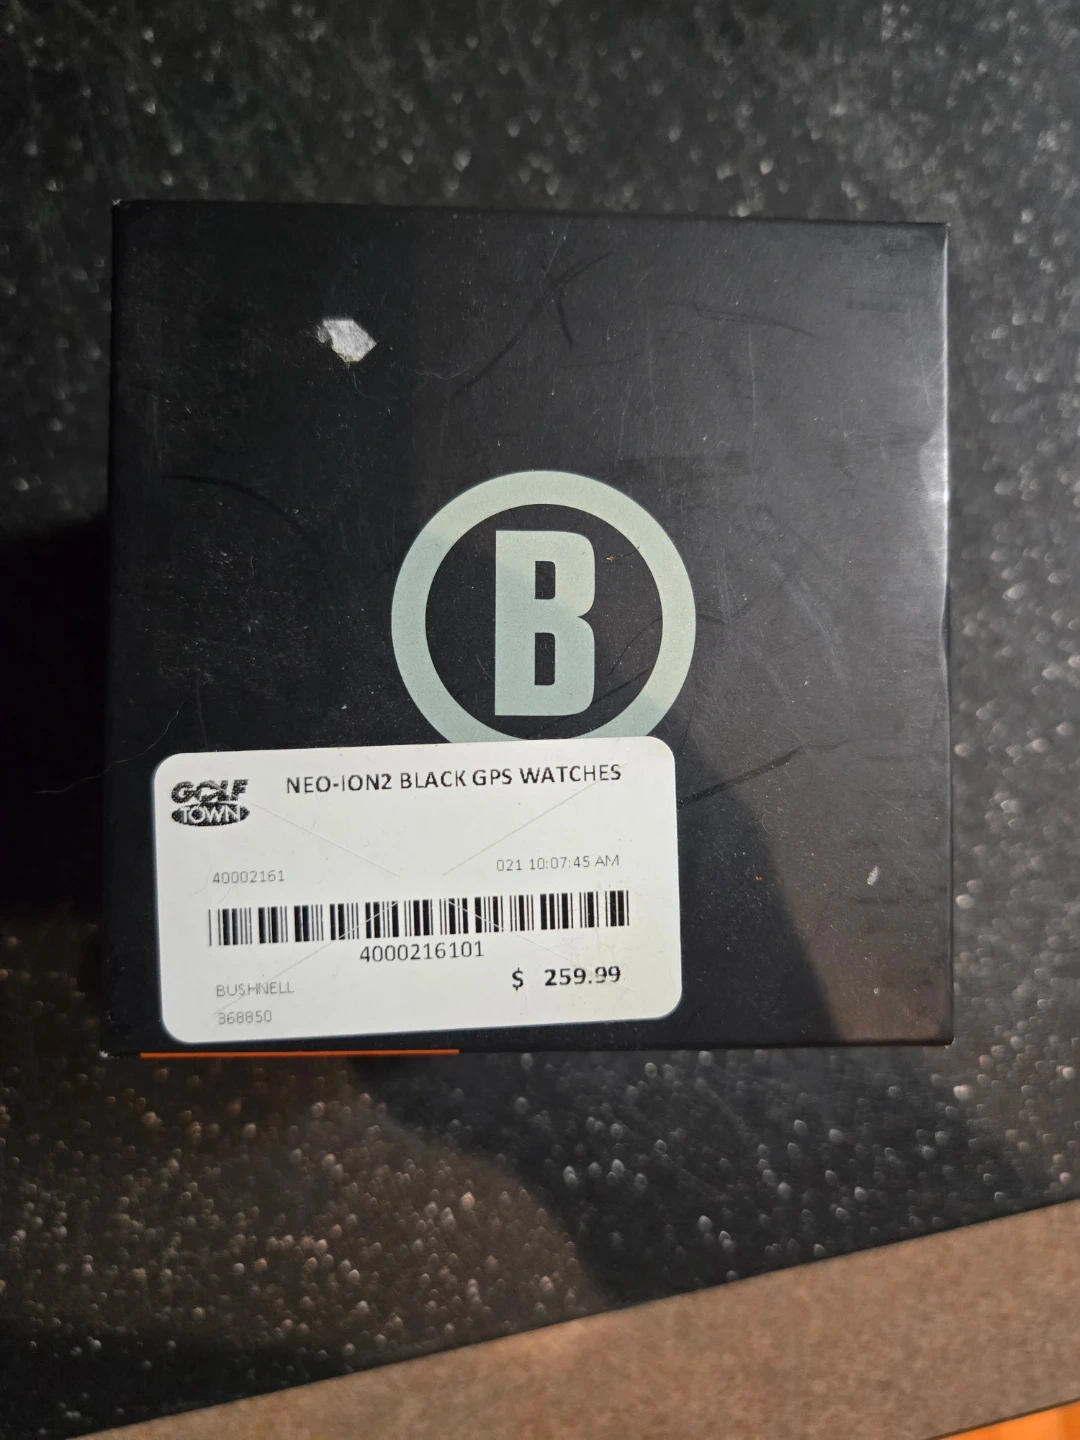 B
GOLF TOWN
NEO-ION2 BLACK GPS WATCHES
40002161
021 10:07:45 AM
4000216101
BUSHNELL
$ 259.99
368850